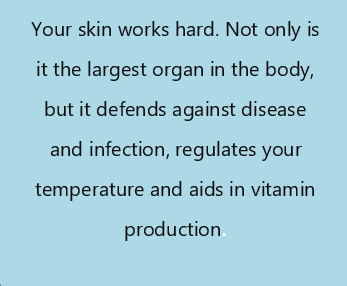 Your skin works hard. Not only is
it the largest organ in the body,
but it defends against disease
and infection, regulates your
temperature and aids in vitamin
production.